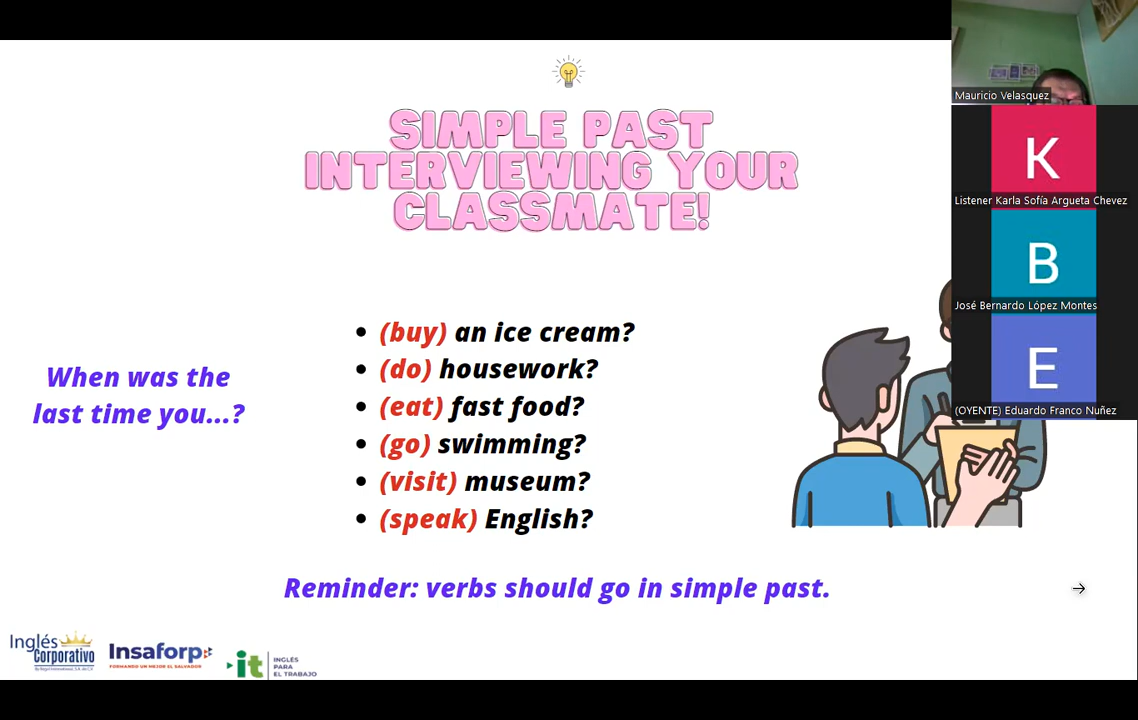 SIMPLE PAST
INTERVIEWING YOUR
CLASSMATE!
When was the
last time you...?
(buy) an ice cream?
(do) housework?
(eat) fast food?
(go) swimming?
(visit) museum?
(speak) English?
Reminder: verbs should go in simple past.
Mauricio Velasquez
K
Listener Karla Sofía Argueta Chevez
B
José Bernardo López Montes
E
(OYENTE) Eduardo Franco Nuñez
Inglés
Corporativo
Insaforp
FORMANDO UN MEJOR EL SALVADOR
it
INGLÉS
PARA
EL TRABAJO